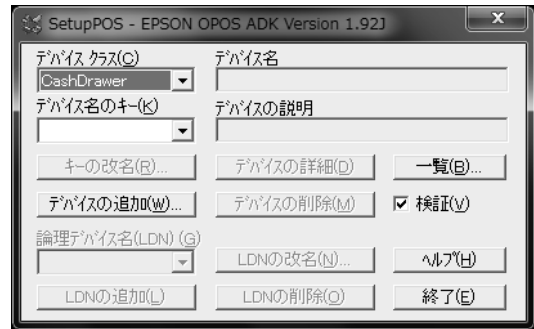 SetupPOS - EPSON OPOS ADK Version 1.92J
ﾃﾞﾊﾞｲｽ ｸﾗｽ(C)
ﾃﾞﾊﾞｲｽ名
CashDrawer
ﾃﾞﾊﾞｲｽ名のｷｰ(K)
ﾃﾞﾊﾞｲｽの説明
ｷｰの改名(R)...
ﾃﾞﾊﾞｲｽの詳細(D)
一覧(B)...
ﾃﾞﾊﾞｲｽの追加(W)...
ﾃﾞﾊﾞｲｽの削除(M)
検証(V)
論理ﾃﾞﾊﾞｲｽ名(LDN) (G)
LDNの改名(N)...
ﾍﾙﾌﾟ(H)
LDNの追加(L)
LDNの削除(O)
終了(E)